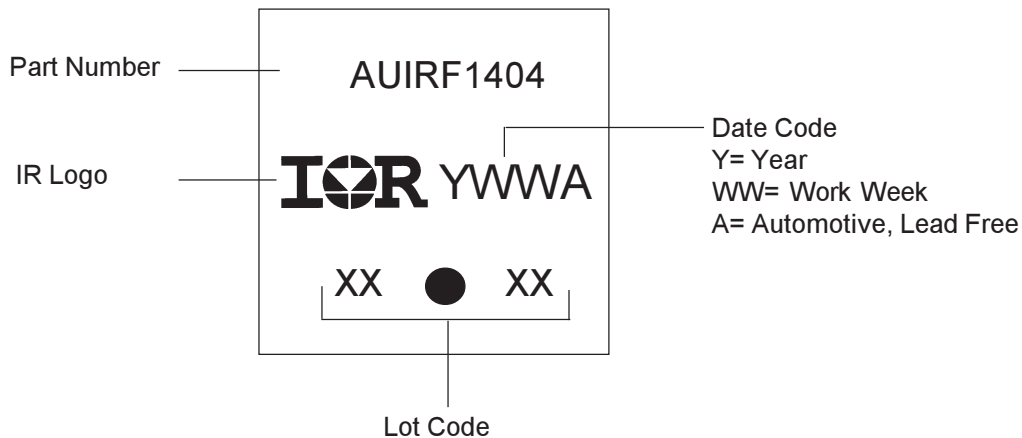 Part Number
AUIRF1404
IR Logo
IOR YWWA
Date Code
Y= Year
WW= Work Week
A= Automotive, Lead Free
XX XX
Lot Code